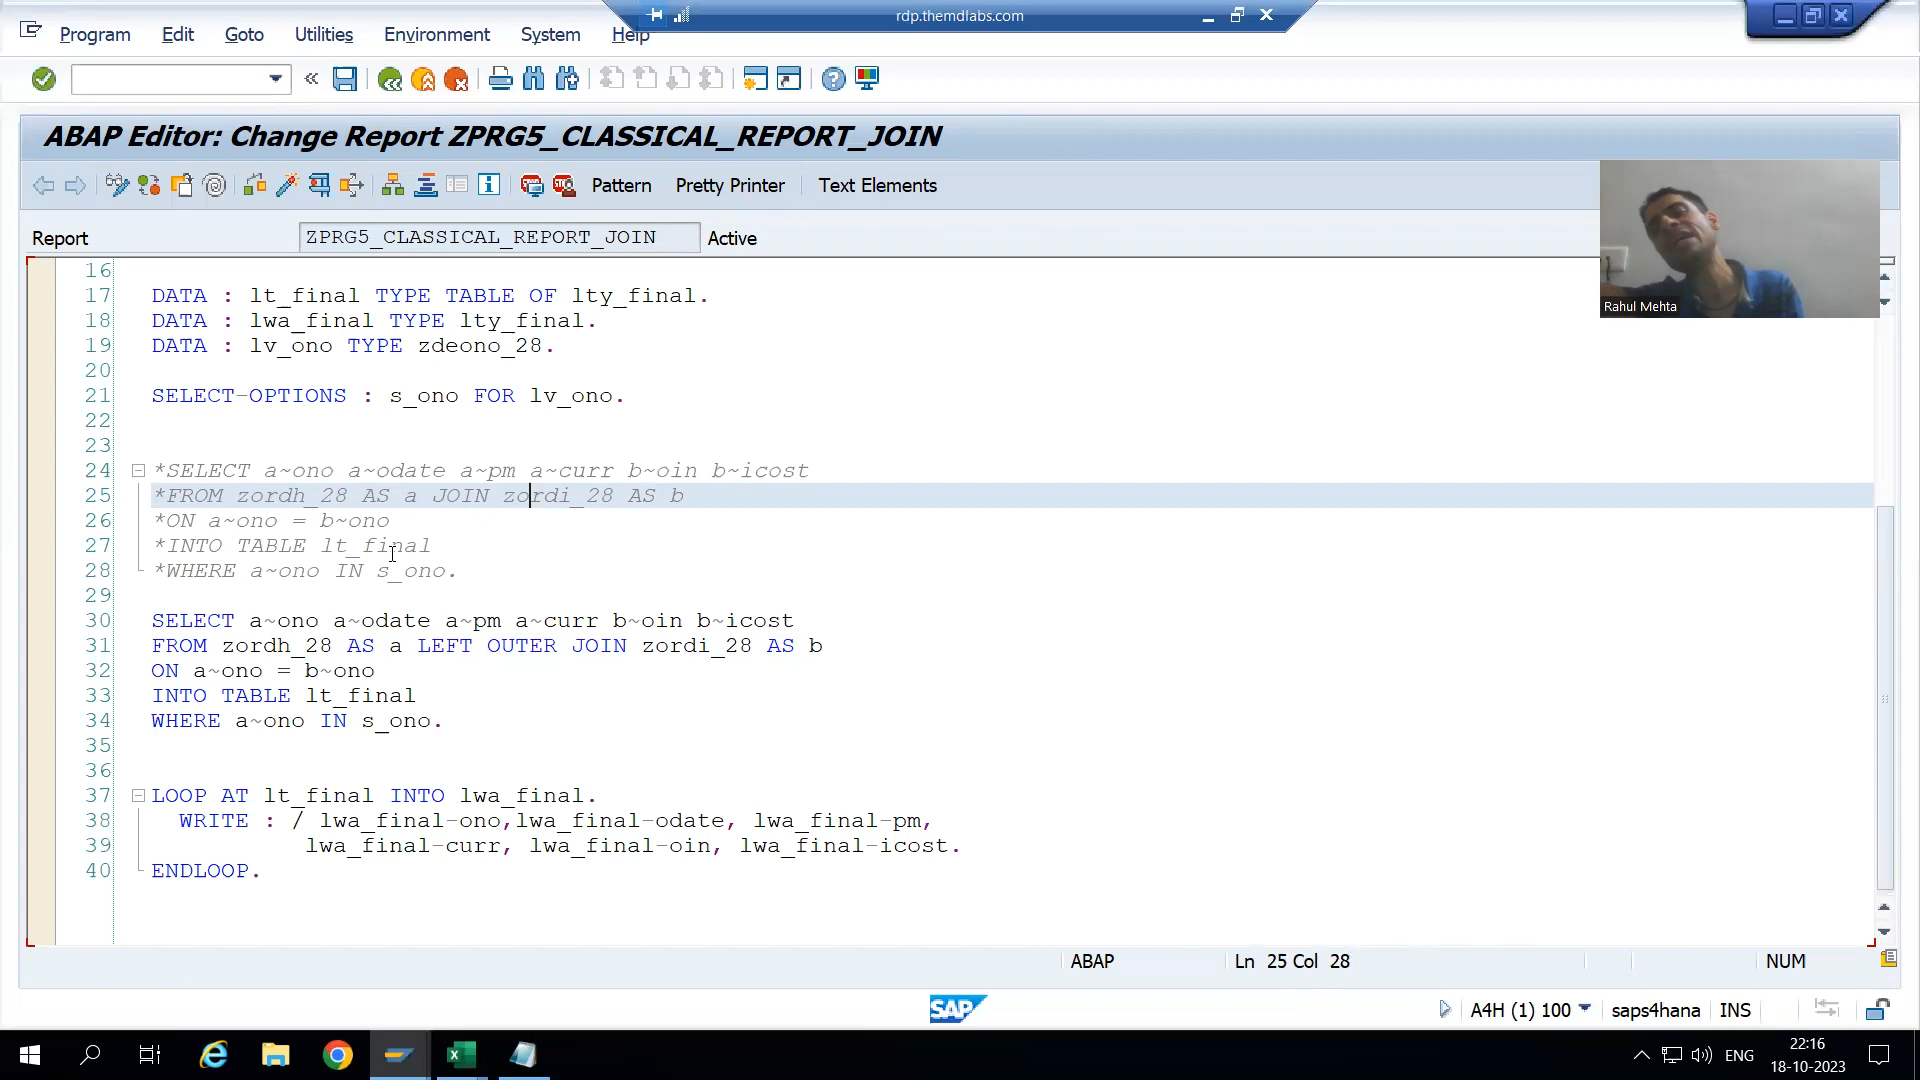 rdp.themdlabs.com
Program Edit Goto Utilities Environment System Help
ABAP Editor: Change Report ZPRG5_CLASSICAL_REPORT_JOIN
Pattern Pretty Printer Text Elements
Report ZPRG5_CLASSICAL_REPORT_JOIN Active
Rahul Mehta
16
17 DATA : lt_final TYPE TABLE OF lty_final.
18 DATA : lwa_final TYPE lty_final.
19 DATA : lv_ono TYPE zdeono_28.
20
21 SELECT-OPTIONS : s_ono FOR lv_ono.
22
23
24 *SELECT a~ono a~odate a~pm a~curr b~oin b~icost
25 *FROM zordh_28 AS a JOIN zordi_28 AS b
26 *ON a~ono = b~ono
27 *INTO TABLE lt_final
28 *WHERE a~ono IN s_ono.
29
30 SELECT a~ono a~odate a~pm a~curr b~oin b~icost
31 FROM zordh_28 AS a LEFT OUTER JOIN zordi_28 AS b
32 ON a~ono = b~ono
33 INTO TABLE lt_final
34 WHERE a~ono IN s_ono.
35
36
37 LOOP AT lt_final INTO lwa_final.
38 WRITE : / lwa_final-ono,lwa_final-odate, lwa_final-pm,
39 lwa_final-curr, lwa_final-oin, lwa_final-icost.
40 ENDLOOP.
ABAP Ln 25 Col 28 NUM
SAP A4H (1) 100 saps4hana INS
ENG 22:16
18-10-2023